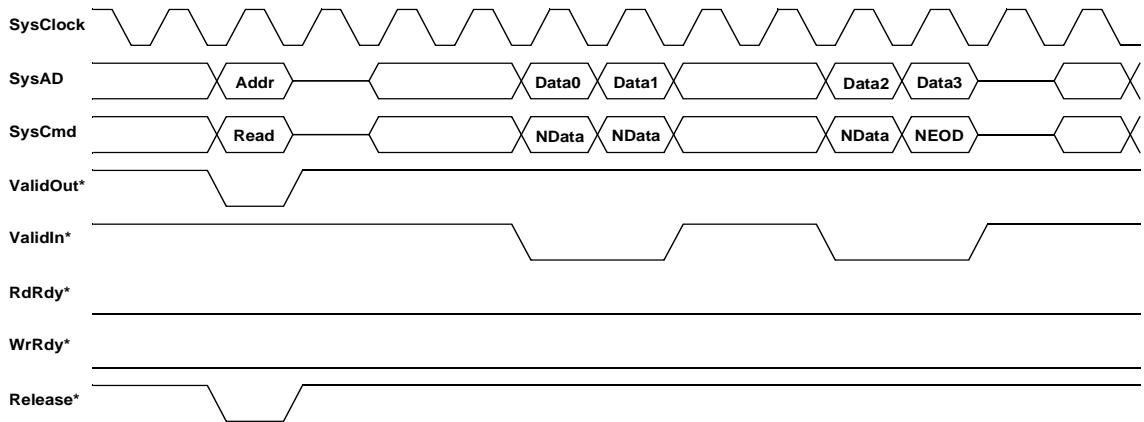 SysClock
SysAD Addr Data0 Data1 Data2 Data3
SysCmd Read NData NData NData NEOD
ValidOut*
ValidIn*
RdRdy*
WrRdy*
Release*